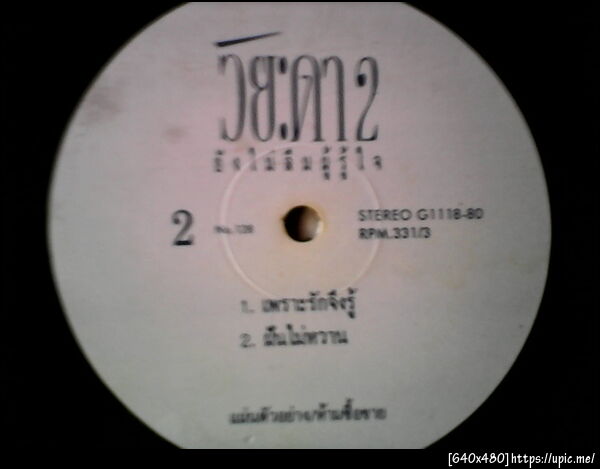 วิยะดา 2
ยังไม่ลืมผู้รู้ใจ
2
No. 128
STEREO G1118-80
RPM.331/3
1. เพราะรักจึงรู้
2. ฝันไม่หวาน
แผ่นตัวอย่าง/ห้ามซื้อขาย
[640x480]https://upic.me/